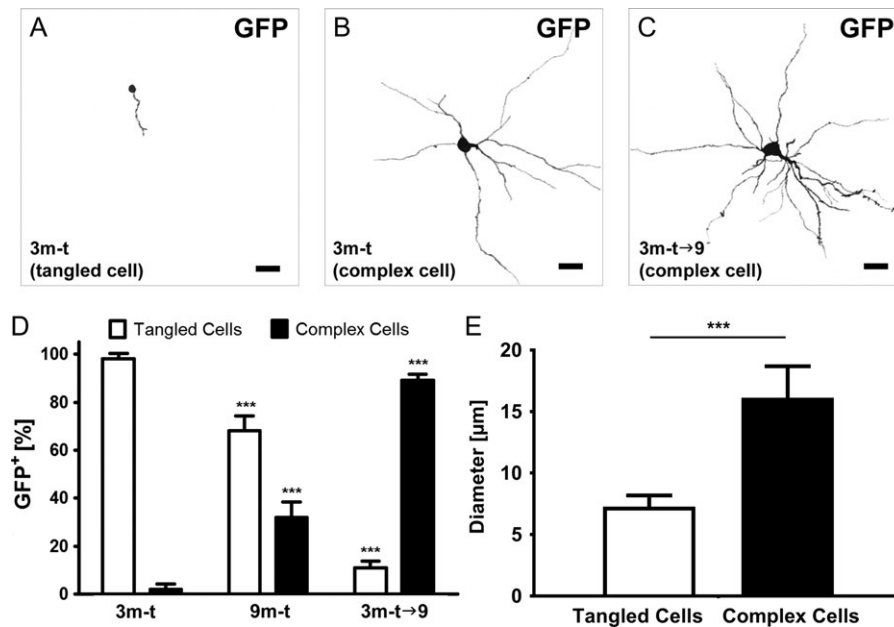 A GFP
3m-t
(tangled cell)
B GFP
3m-t
(complex cell)
C GFP
3m-t→9
(complex cell)
D
Tangled Cells Complex Cells
GFP⁺ [%]
100
80
60
40
20
0
*** *** *** ***
3m-t 9m-t 3m-t→9
E
***
Diameter [µm]
20
15
10
5
0
Tangled Cells Complex Cells